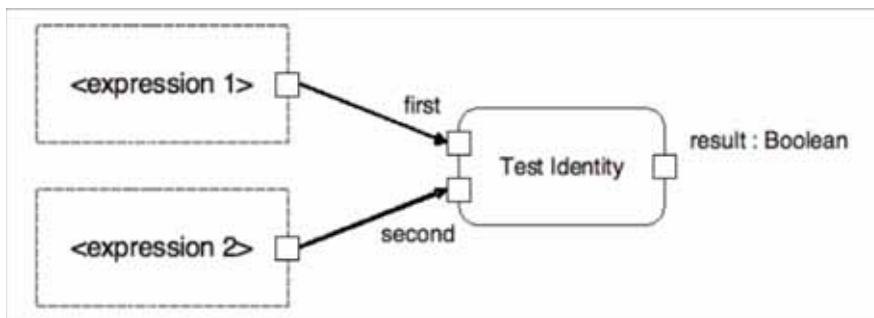 <expression 1>
first
Test Identity
result : Boolean
<expression 2>
second